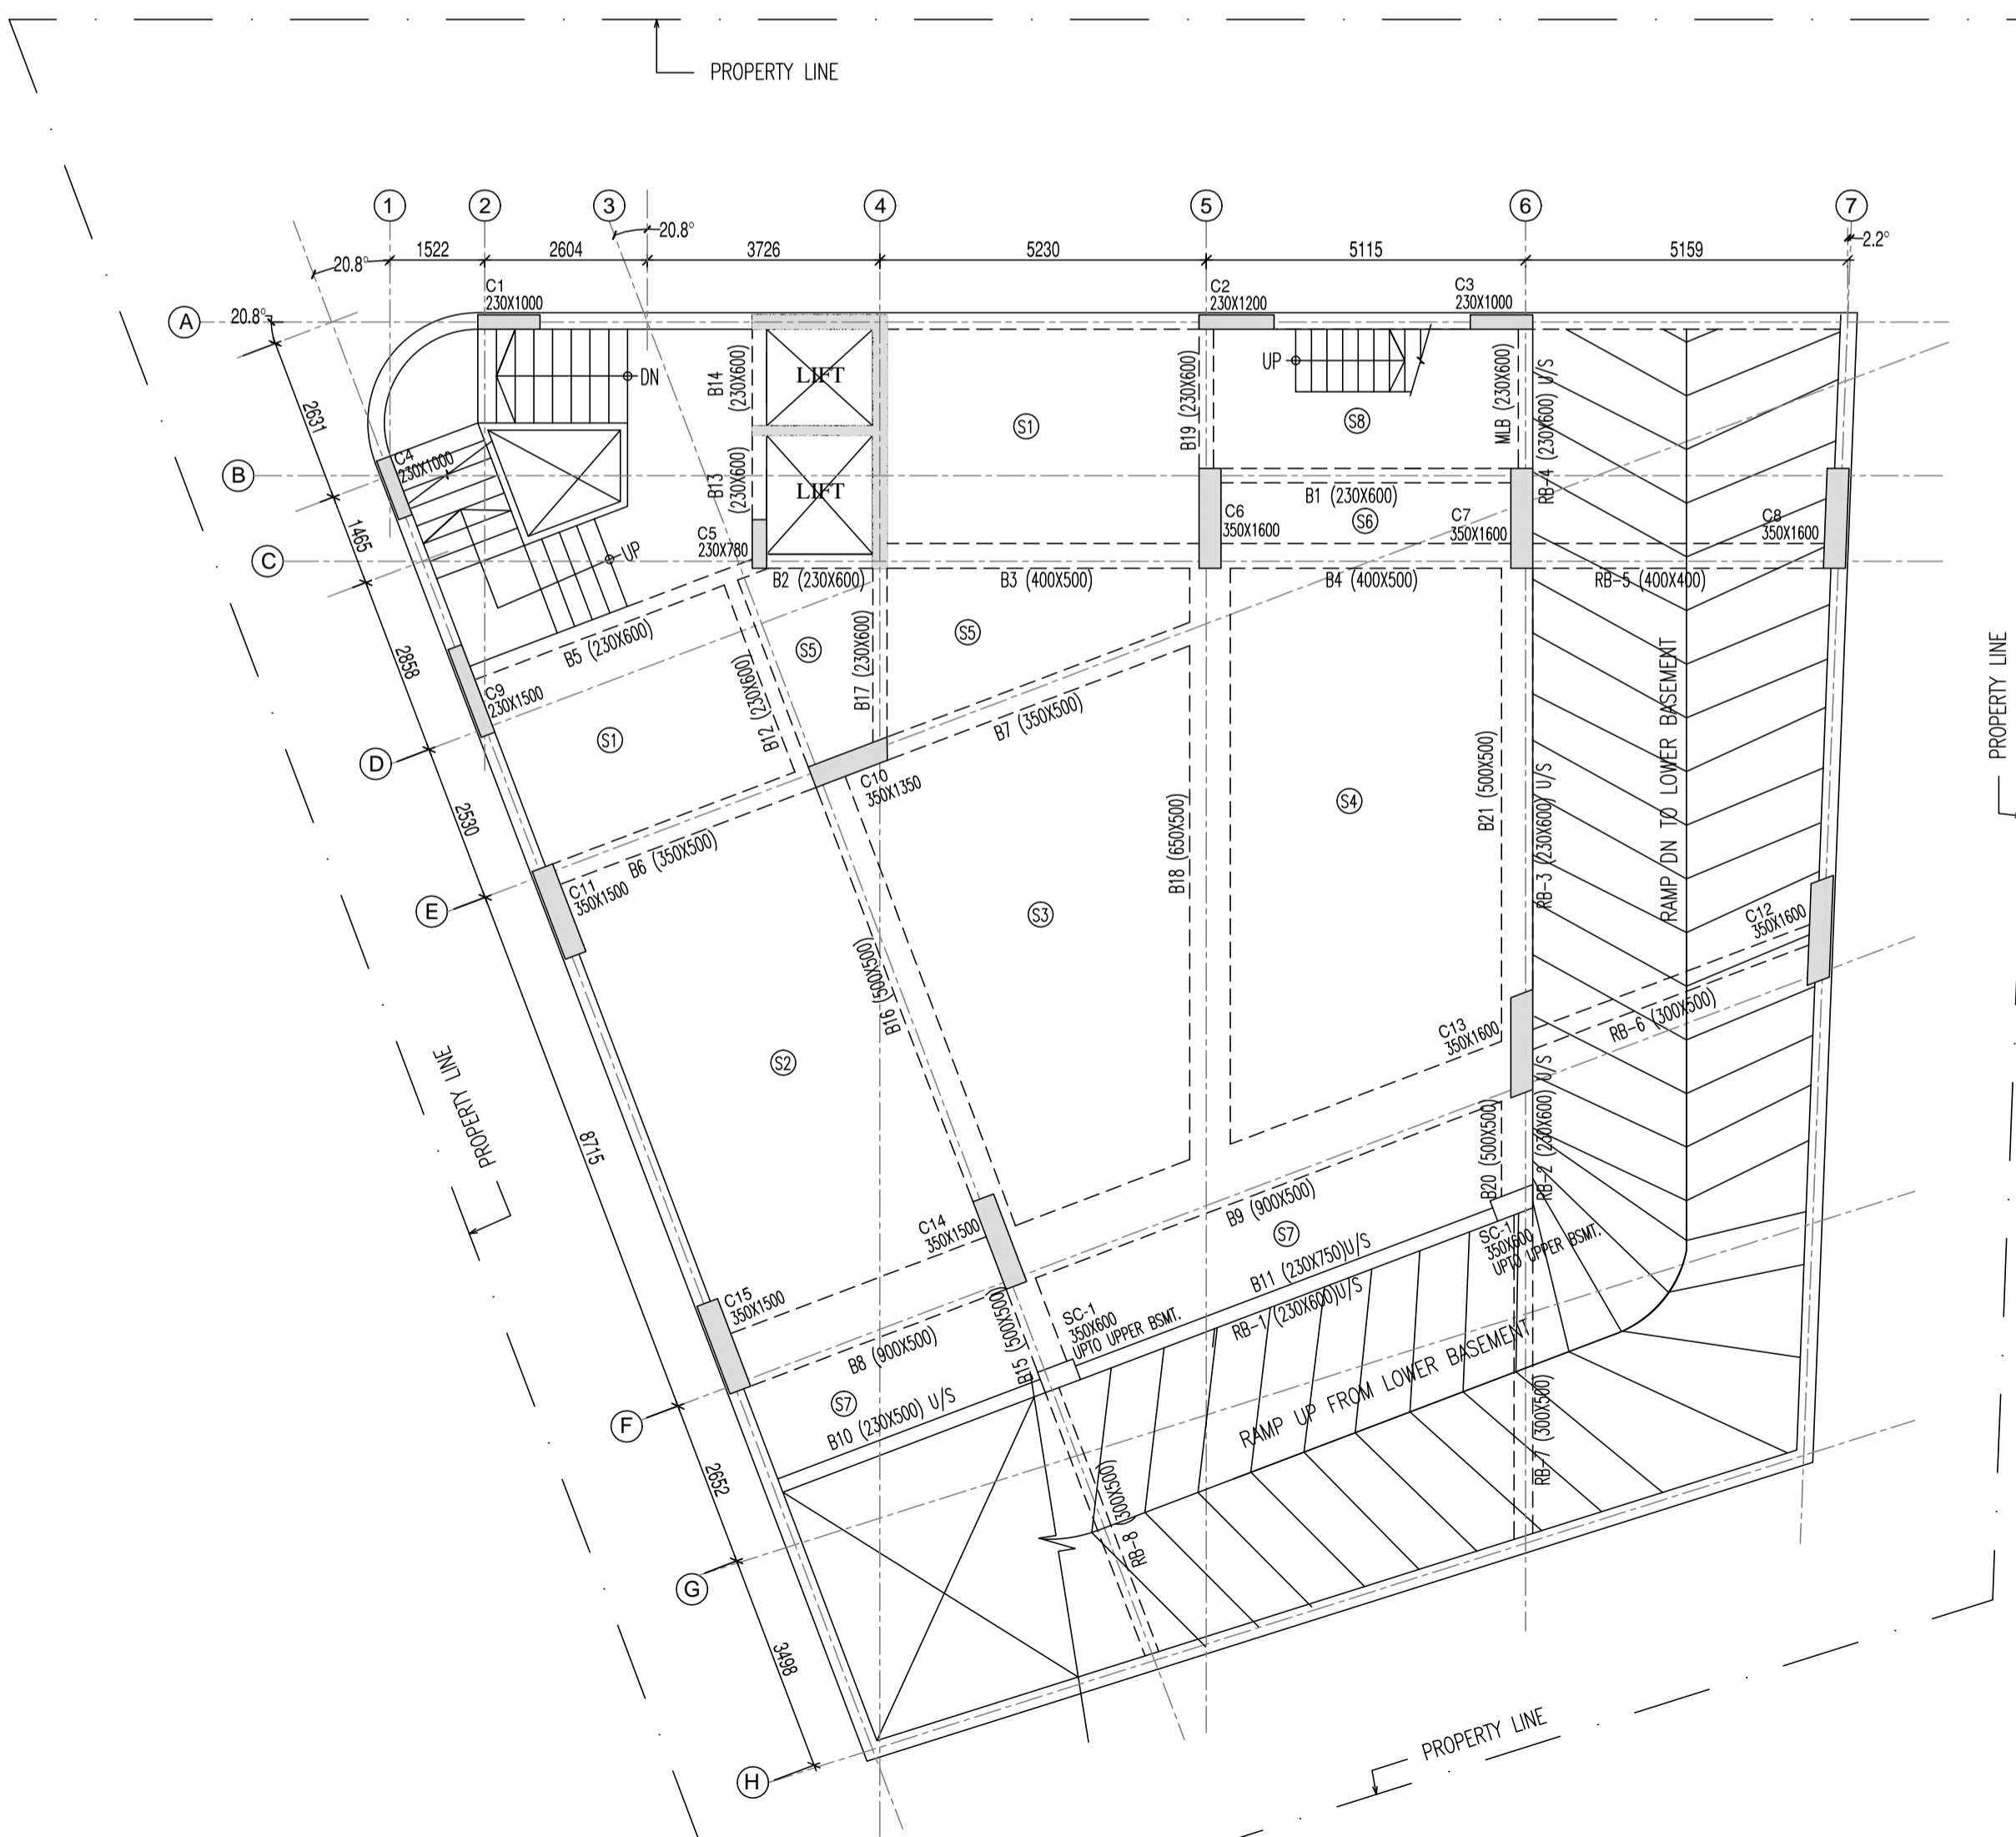 PROPERTY LINE
1
2
3
4
5
6
7
20.8°
1522
2604
20.8°
3726
5230
5115
5159
2.2°
A
20.8°
C1
230X1000
C2
230X1200
C3
230X1000
B14
(230X600)
LIFT
DN
UP
B19 (230X600)
MLB (230X600)
RB-4 (230X600) U/S
2631
S1
S8
B
C4
230X1000
B13
(230X600)
LIFT
B1 (230X600)
S6
C6
350X1600
C7
350X1600
C8
350X1600
1465
C5
230X780
UP
C
B2 (230X600)
B3 (400X500)
B4 (400X500)
RB-5 (400X400)
2858
B5 (230X600)
S5
S5
B17 (230X600)
B12 (230X600)
C9
230X1500
S1
B7 (350X500)
PROPERTY LINE
D
2530
C10
350X1350
B21 (500X500)
S4
RAMP DN TO LOWER BASEMENT
B6 (350X500)
B18 (650X500)
RB-3 (230X600) U/S
C11
350X1500
E
S3
C12
350X1600
B16 (500X500)
RB-6 (300X500)
C13
350X1600
S2
PROPERTY LINE
8715
B20 (500X500)
RB-2 (230X600) U/S
B9 (900X500)
C14
350X1500
S7
SC-1
350X600
UPTO UPPER BSMT.
B11 (230X750)U/S
C15
350X1500
SC-1
350X600
UPTO UPPER BSMT.
RB-1 (230X600)U/S
B8 (900X500)
B15 (500X500)
RAMP UP FROM LOWER BASEMENT
S7
F
B10 (230X500) U/S
RB-7 (300X500)
2652
RB-8 (300X500)
G
3498
PROPERTY LINE
H